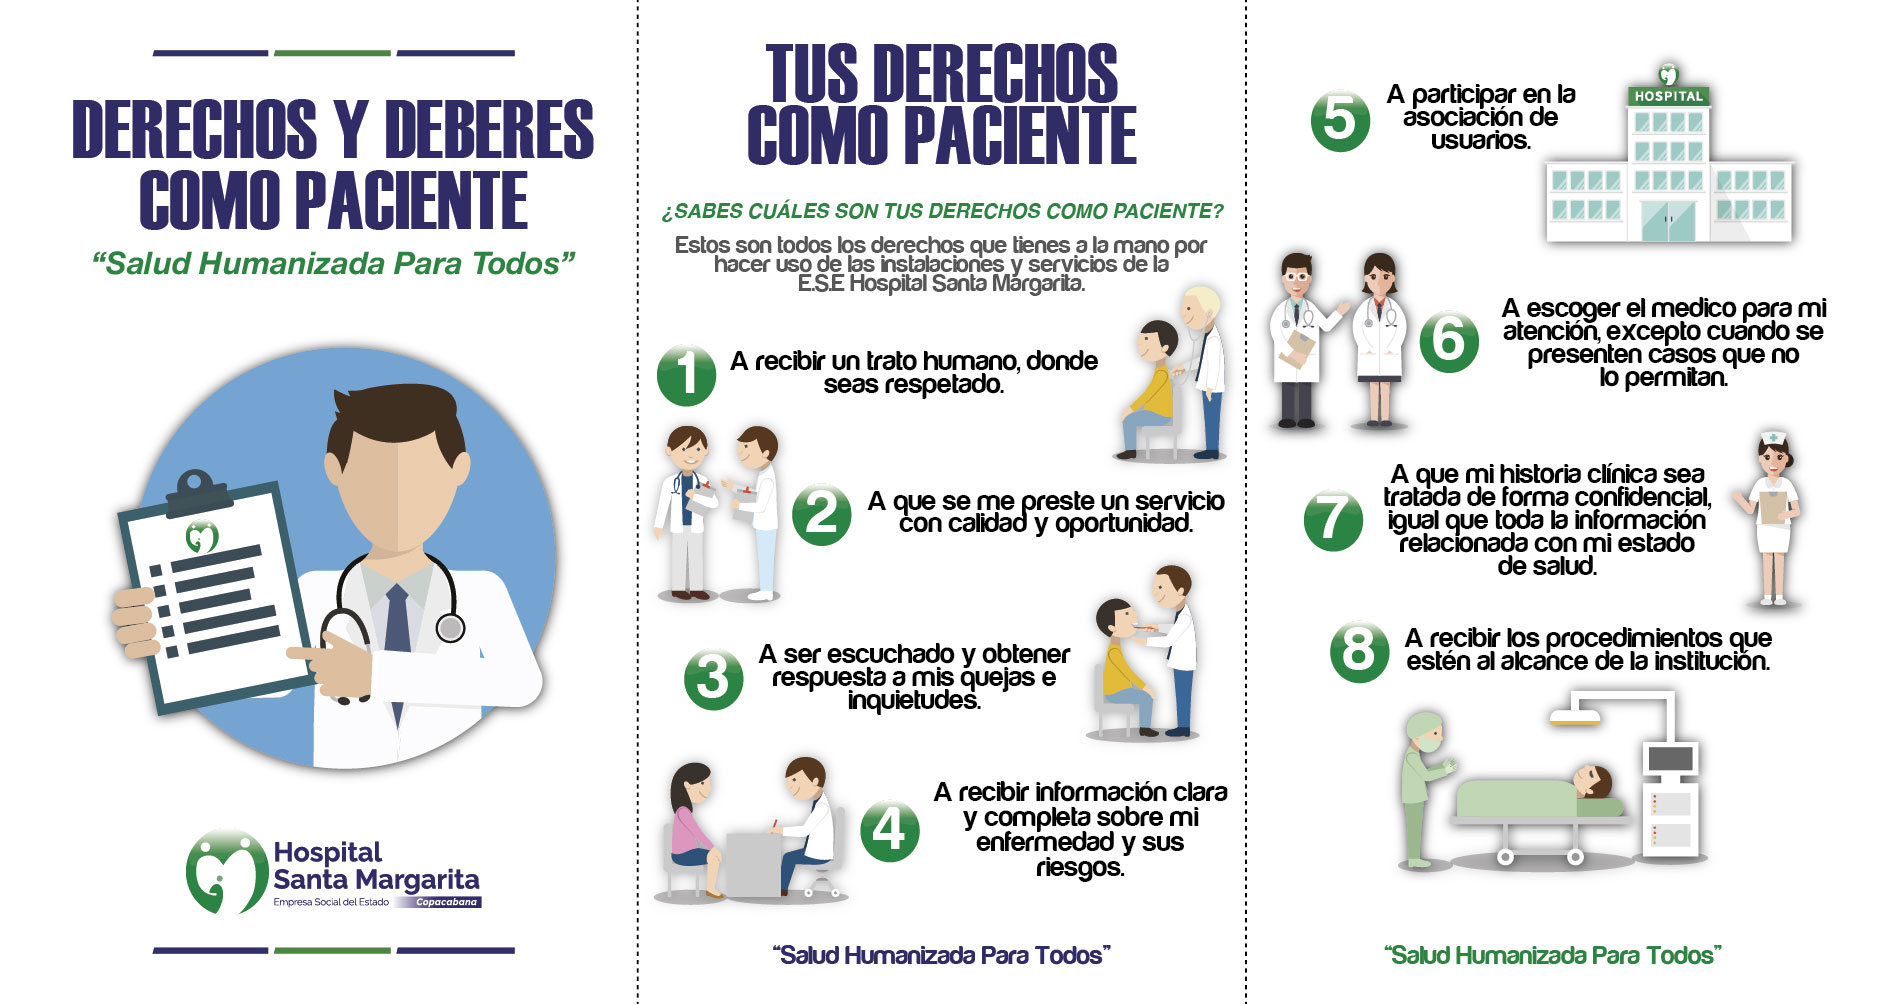 DERECHOS Y DEBERES
COMO PACIENTE
“Salud Humanizada Para Todos”
Hospital
Santa Margarita
Empresa Social del Estado
Copacabana
TUS DERECHOS
COMO PACIENTE
¿SABES CUÁLES SON TUS DERECHOS COMO PACIENTE?
Estos son todos los derechos que tienes a la mano por
hacer uso de las instalaciones y servicios de la
E.S.E Hospital Santa Margarita.
1
A recibir un trato humano, donde
seas respetado.
2
A que se me preste un servicio
con calidad y oportunidad.
3
A ser escuchado y obtener
respuesta a mis quejas e
inquietudes.
4
A recibir información clara
y completa sobre mi
enfermedad y sus
riesgos.
“Salud Humanizada Para Todos”
5
A participar en la
asociación de
usuarios.
HOSPITAL
6
A escoger el medico para mi
atención, excepto cuando se
presenten casos que no
lo permitan.
7
A que mi historia clínica sea
tratada de forma confidencial,
igual que toda la información
relacionada con mi estado
de salud.
8
A recibir los procedimientos que
estén al alcance de la institución.
“Salud Humanizada Para Todos”